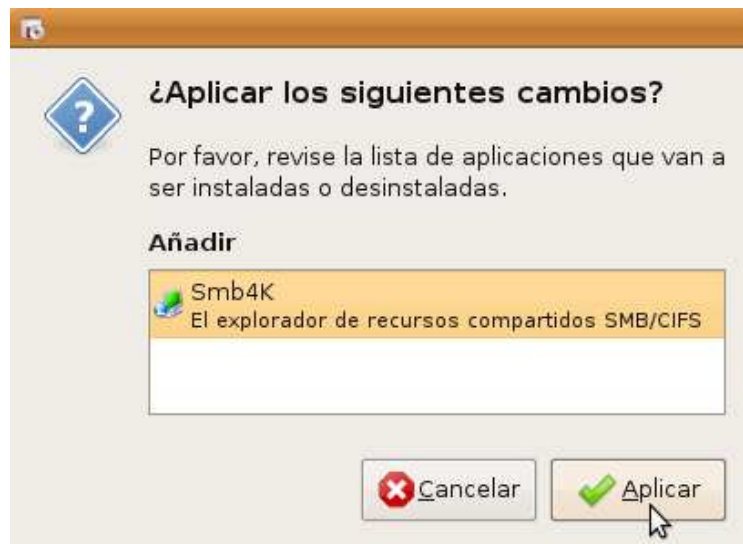 ¿Aplicar los siguientes cambios?
Por favor, revise la lista de aplicaciones que van a
ser instaladas o desinstaladas.
Añadir
Smb4K
El explorador de recursos compartidos SMB/CIFS
Cancelar
Aplicar